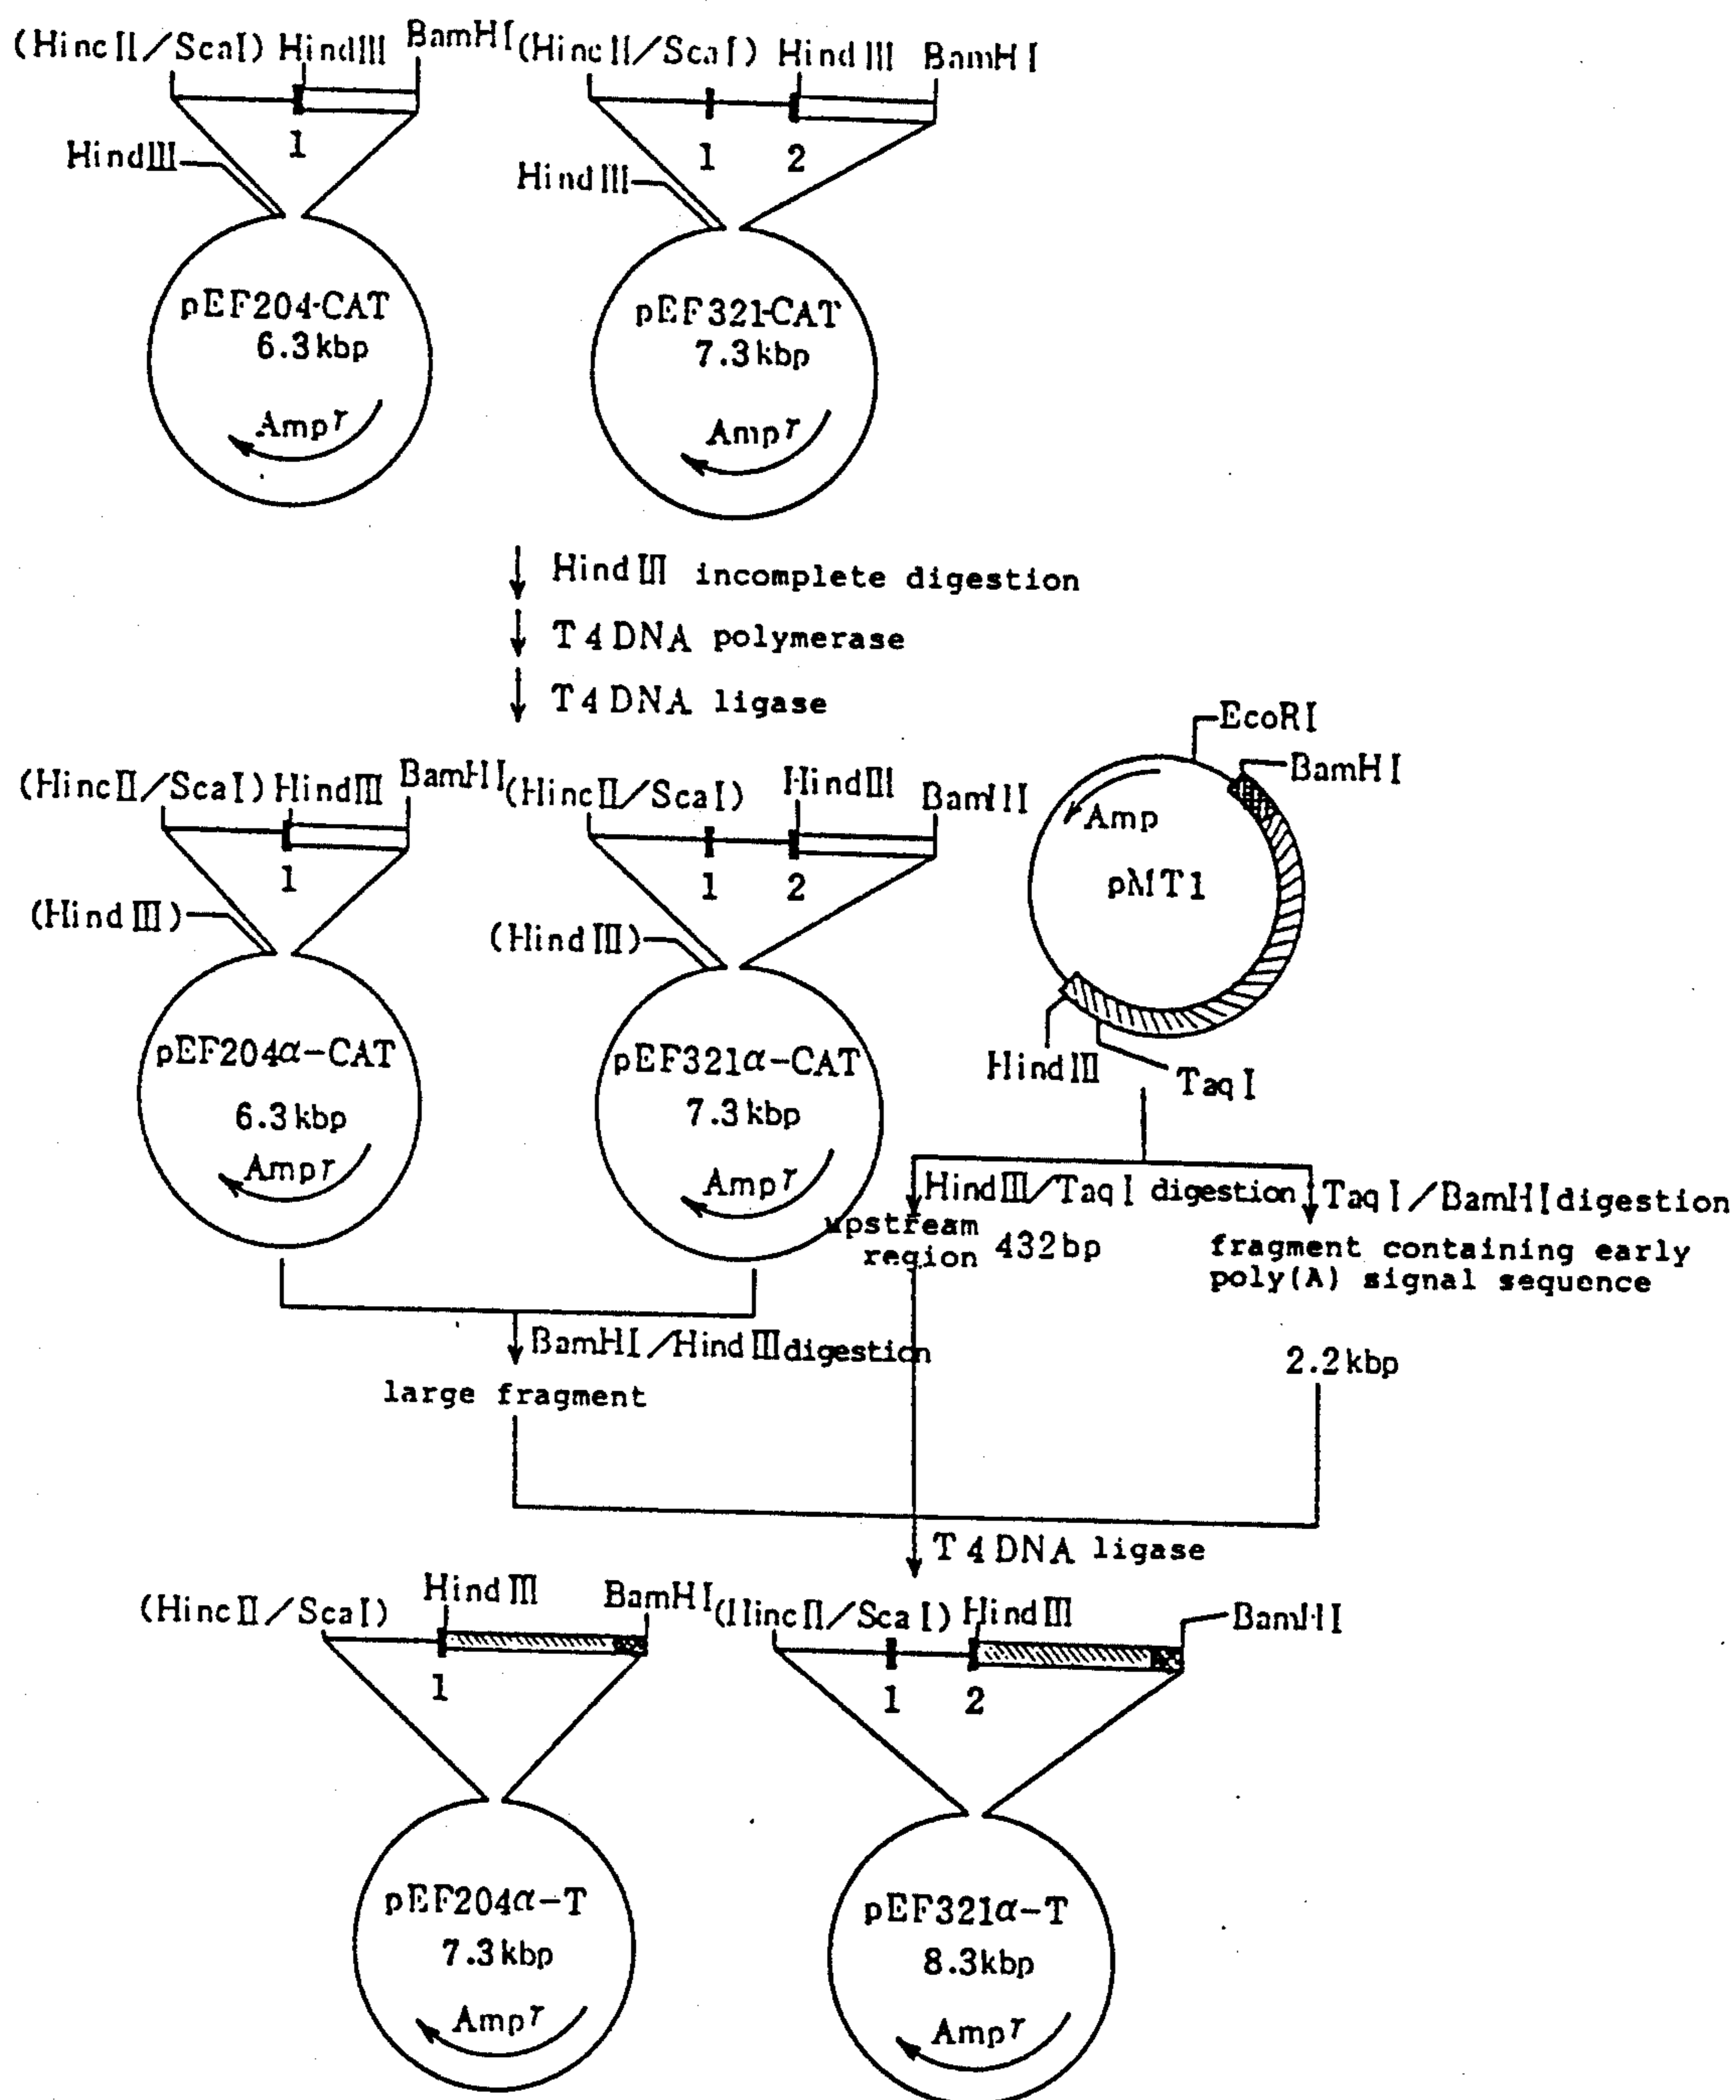 (HincⅡ/ScaI) HindⅢ BamHI
(HincⅡ/ScaI) HindⅢ BamHI
1
HindⅢ
1 2
HindⅢ
pEF204-CAT
6.3kbp
Ampr
pEF321-CAT
7.3kbp
Ampr
HindⅢ incomplete digestion
T4DNA polymerase
T4DNA ligase
(HincⅡ/ScaI) HindⅢ BamHI
(HincⅡ/ScaI) HindⅢ BamHI
1
(HindⅢ)
1 2
(HindⅢ)
EcoRI
BamHI
Amp
pMT1
HindⅢ
TaqI
pEF204α-CAT
6.3kbp
Ampr
pEF321α-CAT
7.3kbp
Ampr
HindⅢ/TaqI digestion
upstream
region 432bp
TaqI/BamHI digestion
fragment containing early
poly(A) signal sequence
2.2kbp
BamHI/HindⅢ digestion
large fragment
T4DNA ligase
(HincⅡ/ScaI) HindⅢ BamHI
(HincⅡ/ScaI) HindⅢ BamHI
1
1 2
pEF204α-T
7.3kbp
Ampr
pEF321α-T
8.3kbp
Ampr